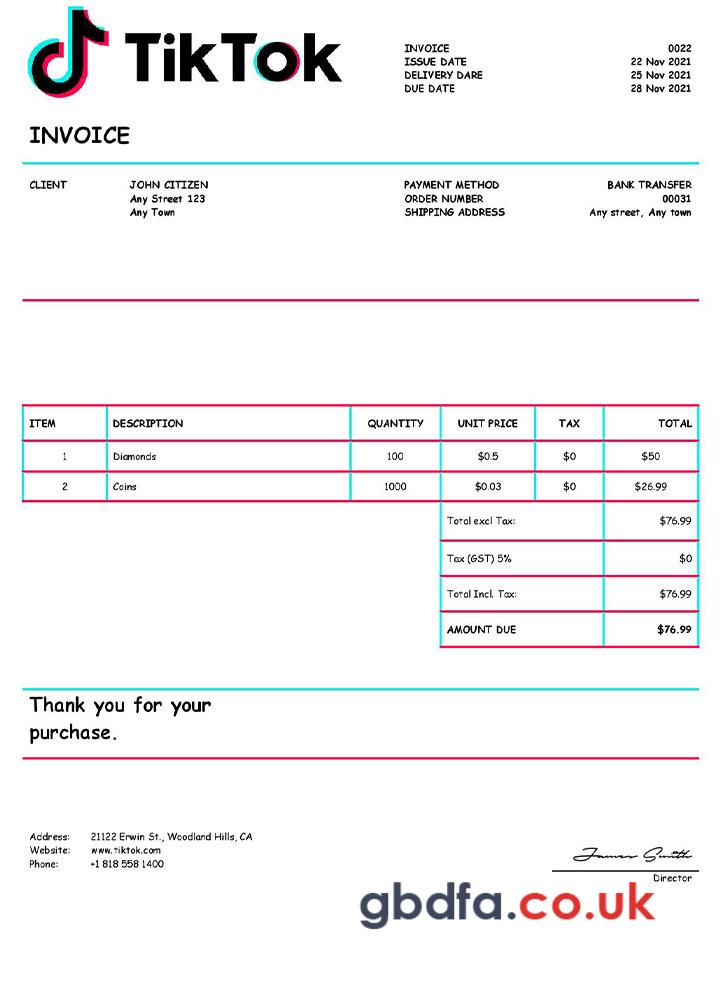 TikTok
INVOICE 0022
ISSUE DATE 22 Nov 2021
DELIVERY DARE 25 Nov 2021
DUE DATE 28 Nov 2021
INVOICE
CLIENT JOHN CITIZEN
Any Street 123
Any Town
PAYMENT METHOD BANK TRANSFER
ORDER NUMBER 00031
SHIPPING ADDRESS Any street, Any town
ITEM DESCRIPTION QUANTITY UNIT PRICE TAX TOTAL
1 Diamonds 100 $0.5 $0 $50
2 Coins 1000 $0.03 $0 $26.99
Total excl Tax: $76.99
Tax (GST) 5% $0
Total Incl. Tax: $76.99
AMOUNT DUE $76.99
Thank you for your
purchase.
Address: 21122 Erwin St., Woodland Hills, CA
Website: www.tiktok.com
Phone: +1 818 558 1400
James Smith
Director
gbdfa.co.uk